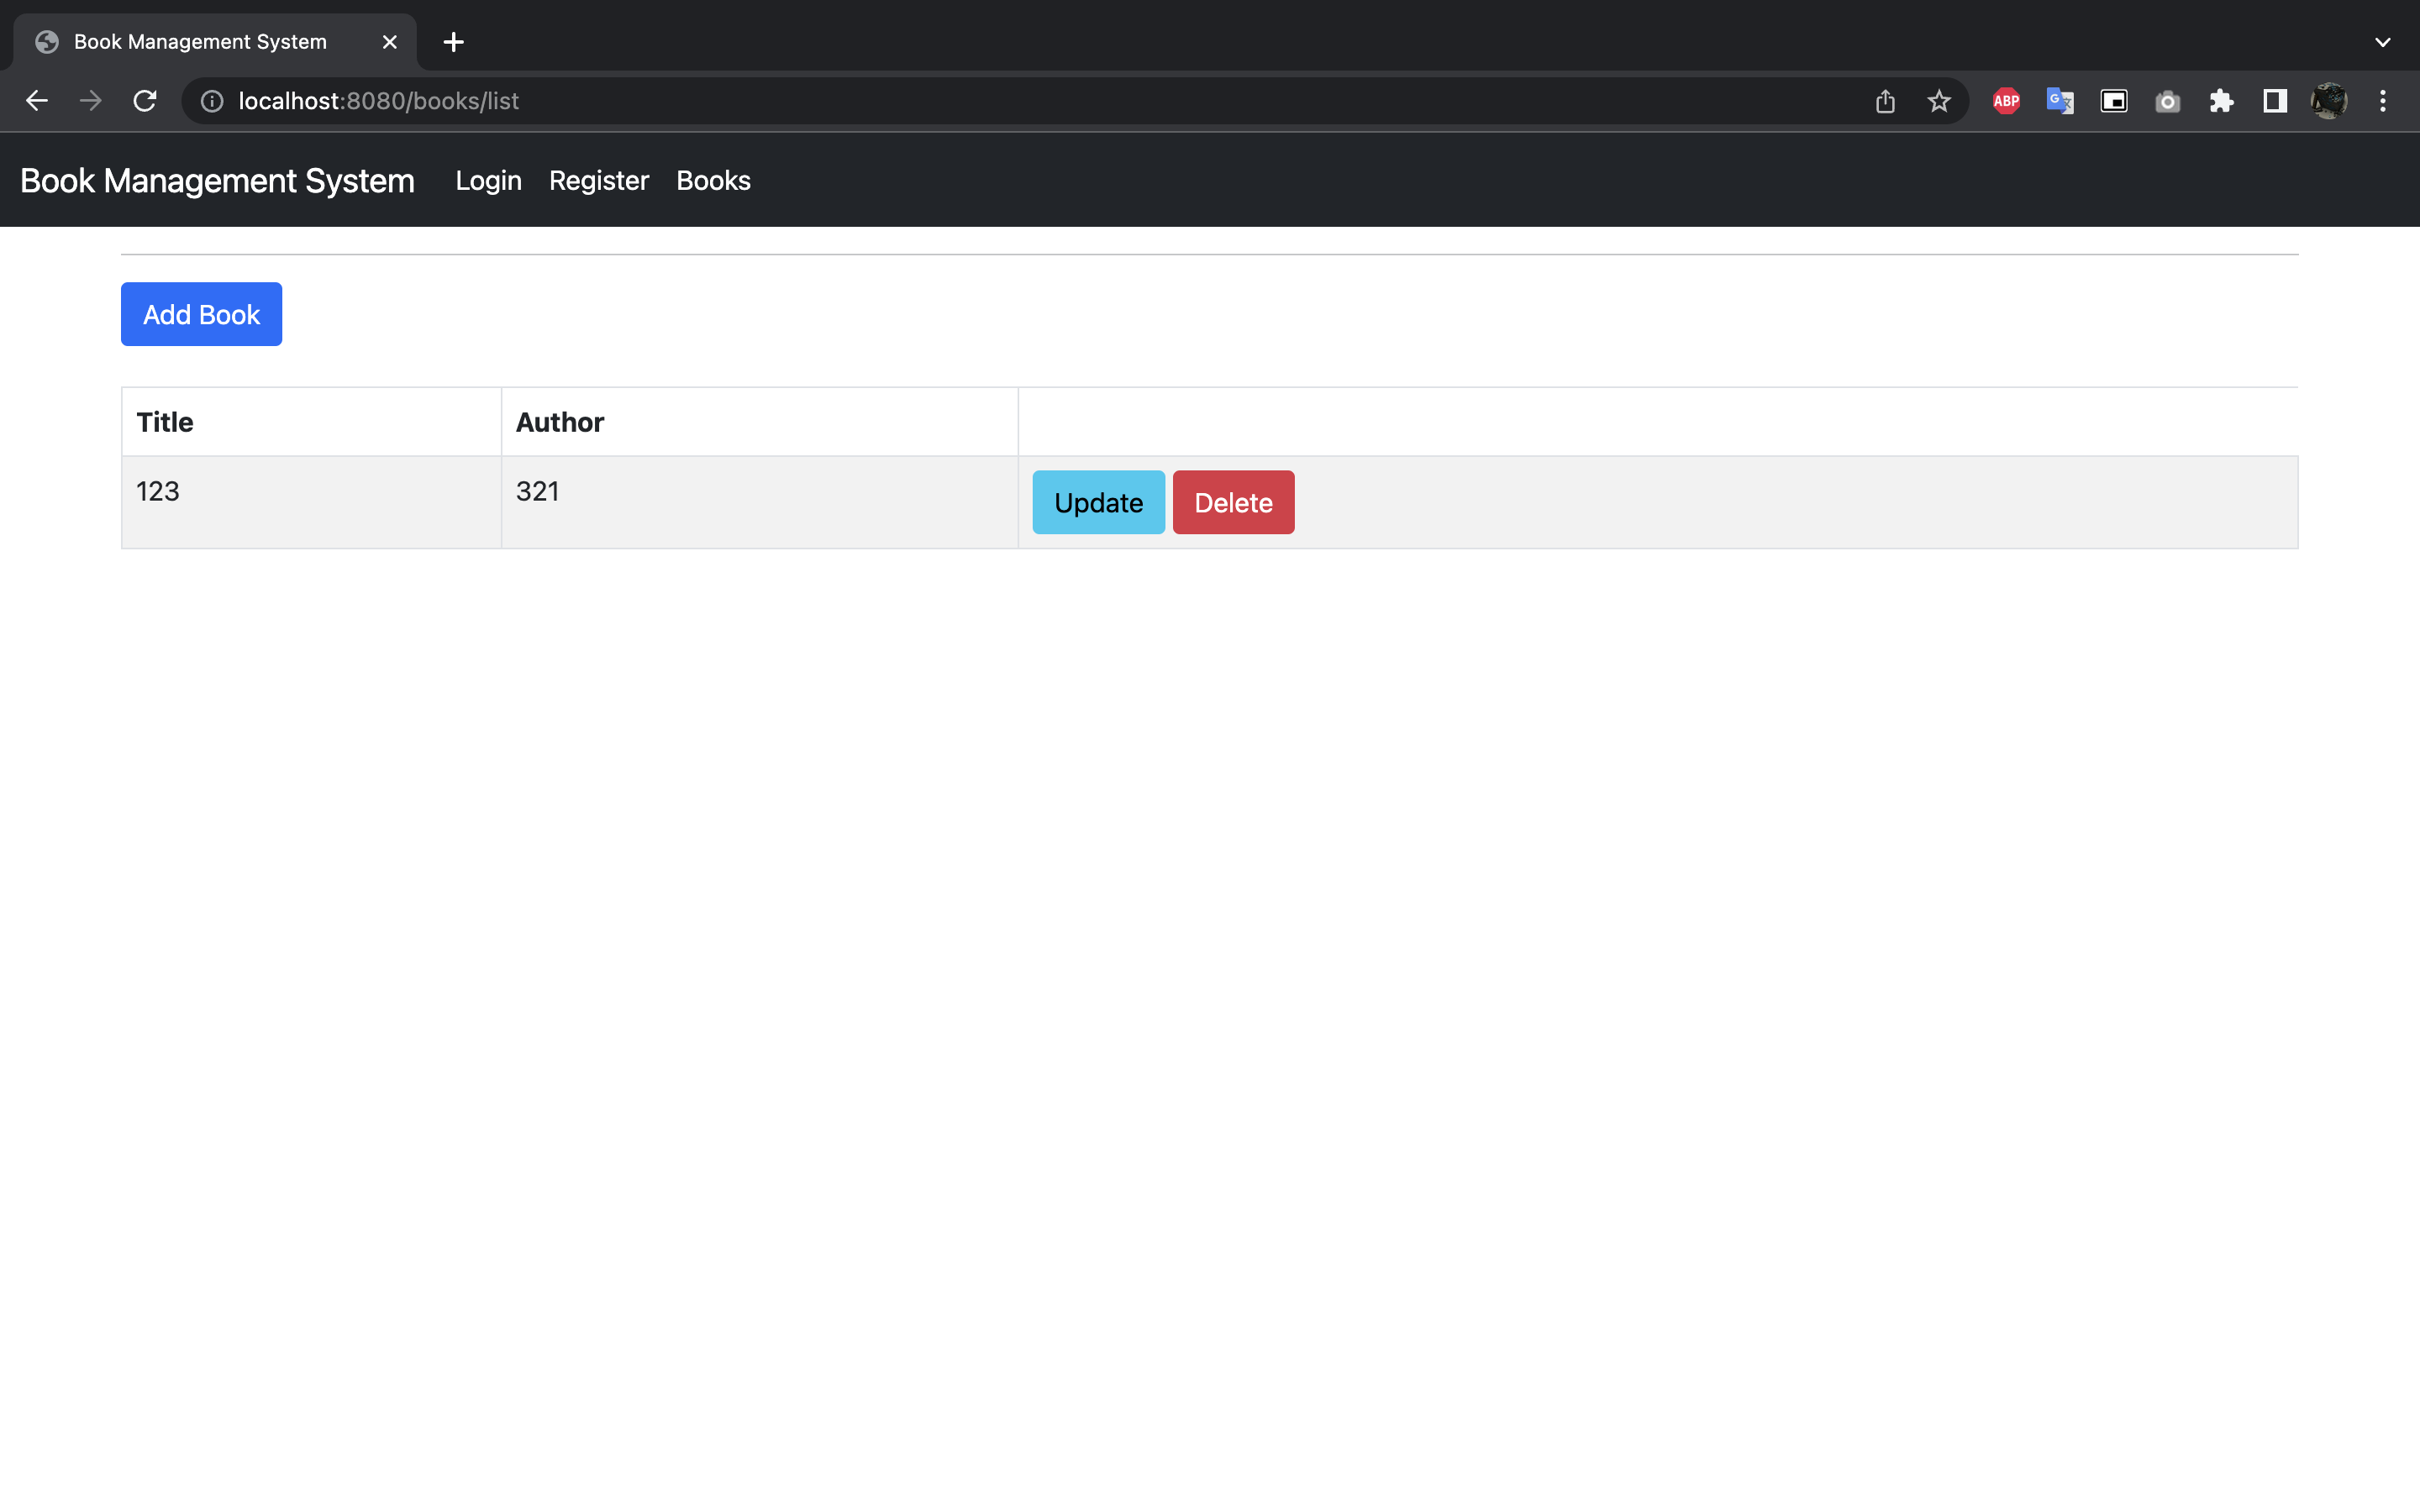 Book Management System
localhost:8080/books/list
ABP
G
Book Management System Login Register Books
Add Book
Title Author
123 321 Update Delete